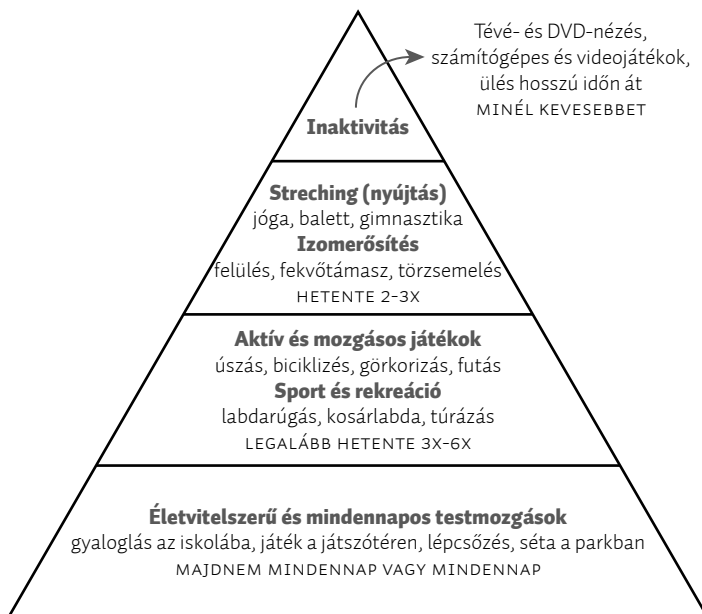 Tévé- és DVD-nézés,
számítógépes és videojátékok,
ülés hosszú időn át
MINÉL KEVESEBBET
Inaktivitás
Streching (nyújtás)
jóga, balett, gimnasztika
Izomerősítés
felülés, fekvőtámasz, törzsemelés
HETENTE 2-3X
Aktív és mozgásos játékok
úszás, biciklizés, görkorizás, futás
Sport és rekreáció
labdarúgás, kosárlabda, túrázás
LEGALÁBB HETENTE 3X-6X
Életvitelszerű és mindennapos testmozgások
gyaloglás az iskolába, játék a játszótéren, lépcsőzés, séta a parkban
MAJDNEM MINDENNAP VAGY MINDENNAP